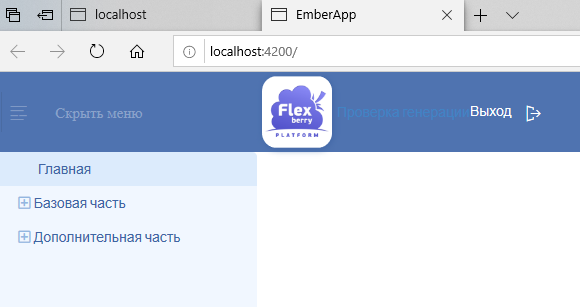 localhost
EmberApp
localhost:4200/
Скрыть меню
Flex
berry
PLATFORM
Проверка генерации
Выход
Главная
Базовая часть
Дополнительная часть